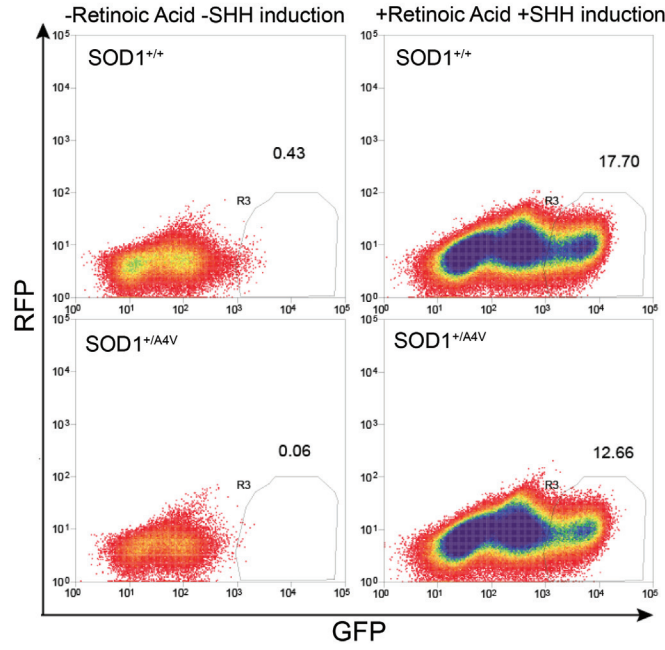 -Retinoic Acid -SHH induction
+Retinoic Acid +SHH induction
SOD1+/+
10⁵
10⁴
10³
10²
10¹
10⁰
0.43
R3
10⁰ 10¹ 10² 10³ 10⁴ 10⁵
SOD1+/+
10⁵
10⁴
10³
10²
10¹
10⁰
17.70
R3
10⁰ 10¹ 10² 10³ 10⁴ 10⁵
SOD1+/A4V
10⁵
10⁴
10³
10²
10¹
10⁰
0.06
R3
10⁰ 10¹ 10² 10³ 10⁴ 10⁵
SOD1+/A4V
10⁵
10⁴
10³
10²
10¹
10⁰
12.66
R3
10⁰ 10¹ 10² 10³ 10⁴ 10⁵
RFP
GFP